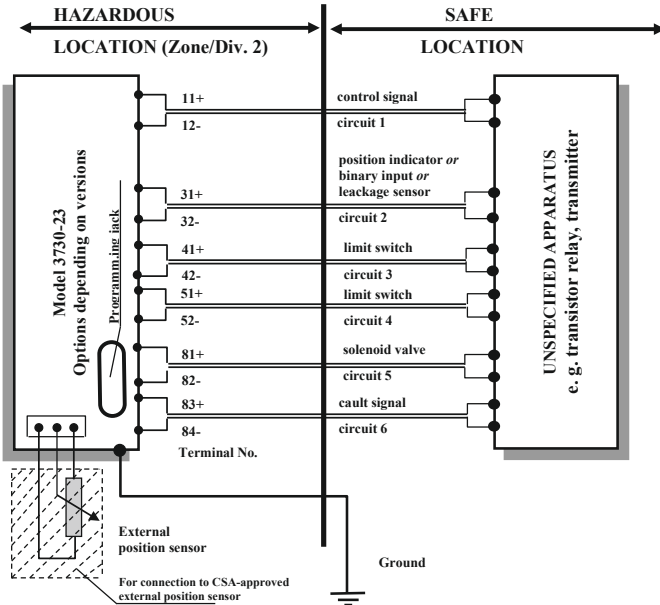 HAZARDOUS
LOCATION (Zone/Div. 2)
SAFE
LOCATION
Model 3730-23
Options depending on versions
Programm.ing jack
11+
control signal
12-
circuit 1
position indicator or
binary input or
leackage sensor
31+
32-
circuit 2
41+
limit switch
42-
circuit 3
51+
limit switch
52-
circuit 4
81+
solenoid valve
82-
circuit 5
83+
cault signal
84-
circuit 6
Terminal No.
UNSPECIFIED APPARATUS
e. g. transistor relay, transmitter
External
position sensor
Ground
For connection to CSA-approved
external position sensor